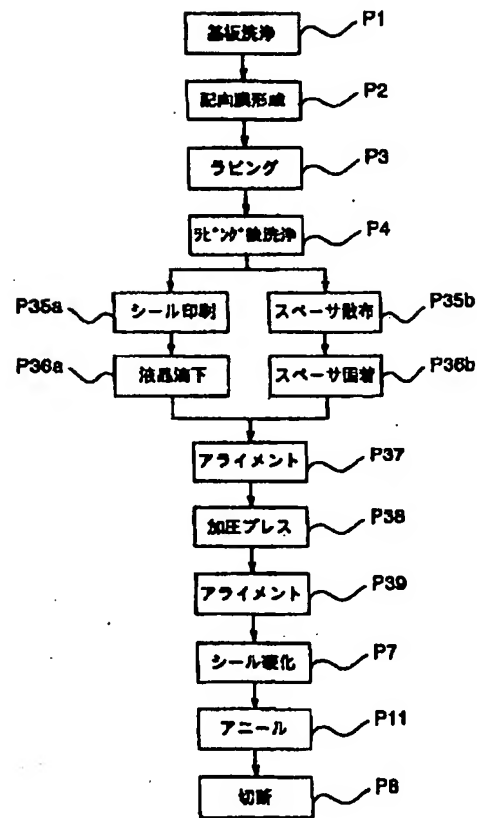 基板洗浄 P1
配向膜形成 P2
ラビング P3
ラビング後洗浄 P4
P35a シール印刷
スペーサ散布 P35b
P36a 液晶滴下
スペーサ固着 P36b
アライメント P37
加圧プレス P38
アライメント P39
シール硬化 P7
アニール P11
切断 P8